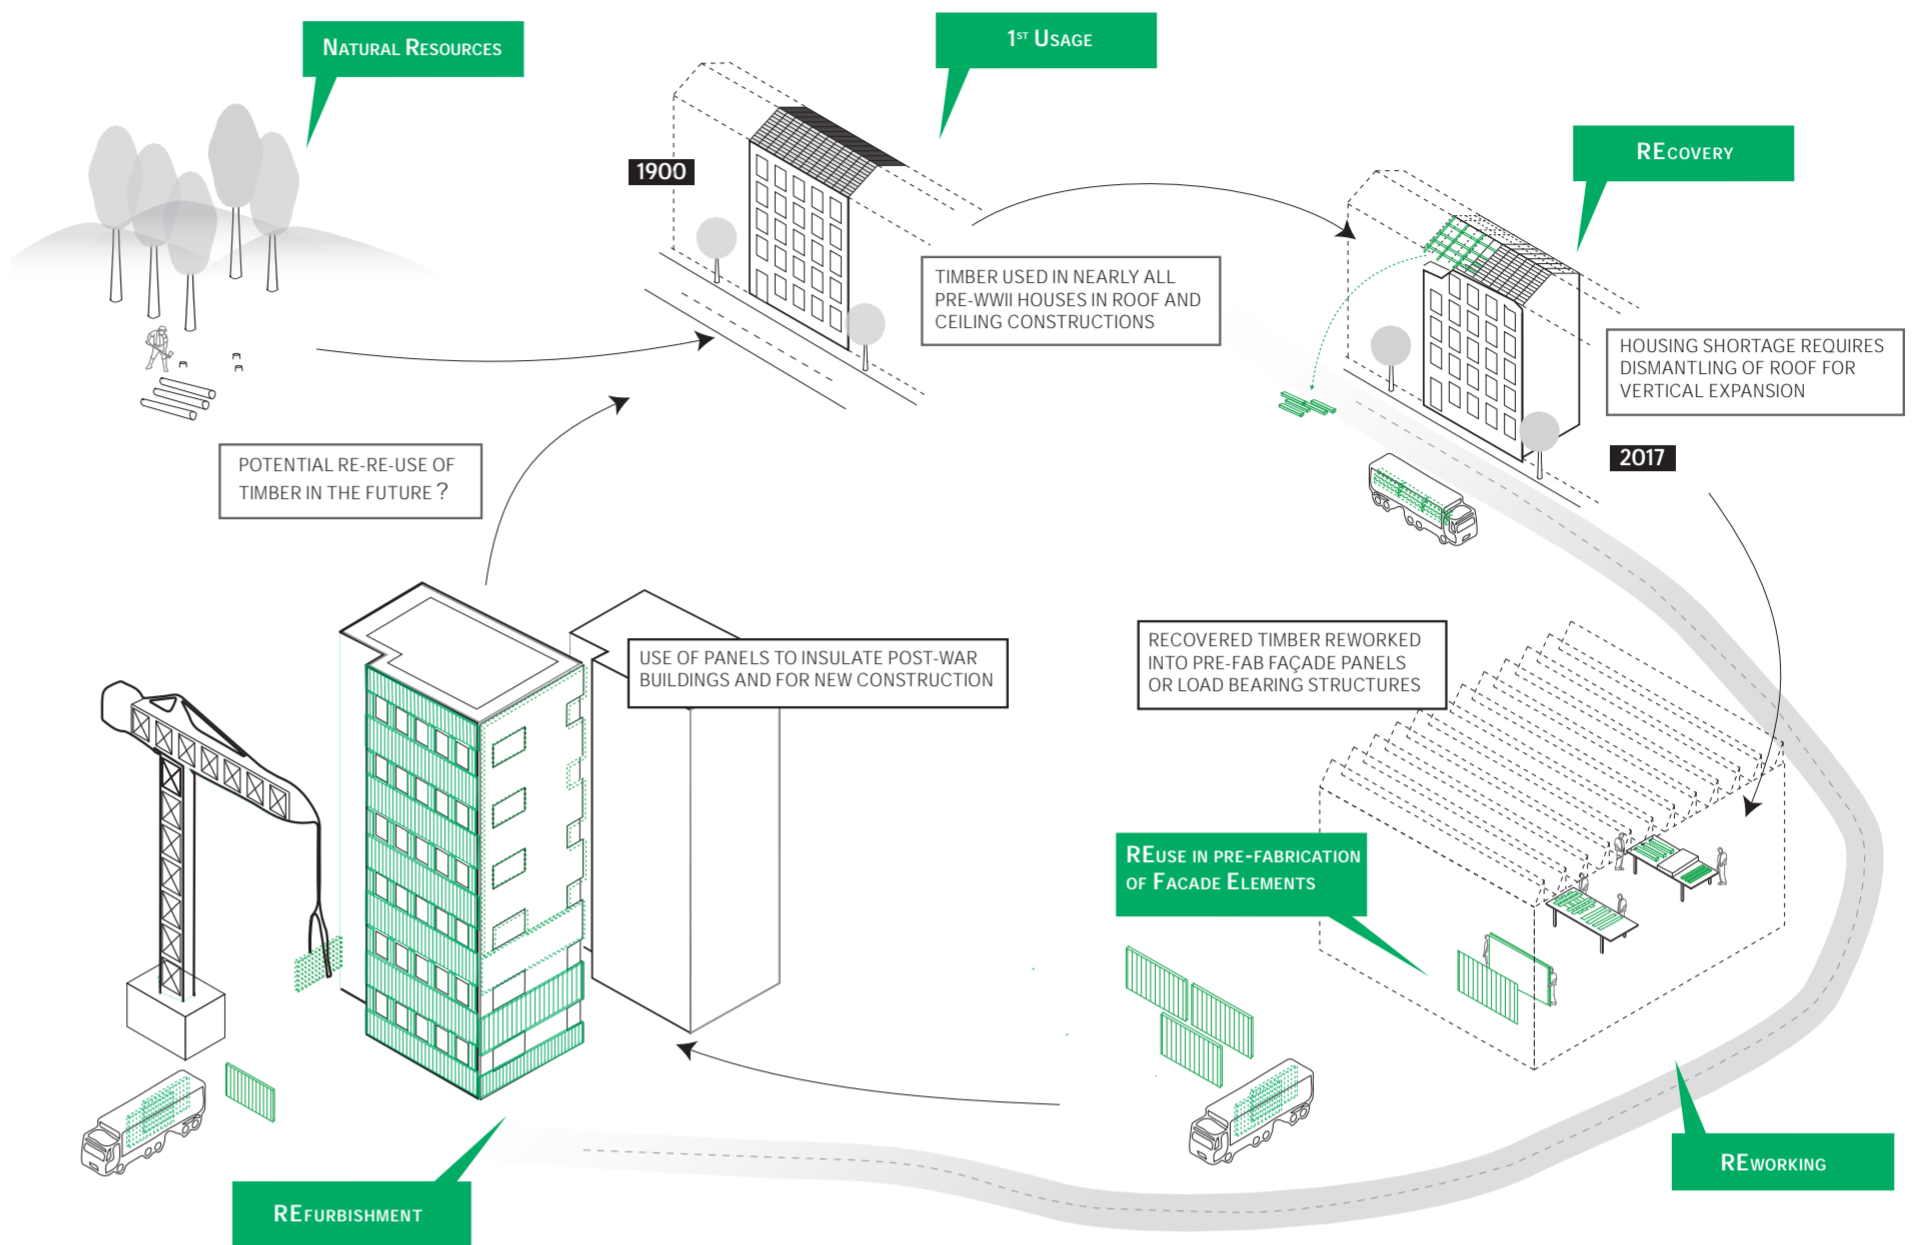 NATURAL RESOURCES
1ST USAGE
RECOVERY
1900
TIMBER USED IN NEARLY ALL
PRE-WWII HOUSES IN ROOF AND
CEILING CONSTRUCTIONS
HOUSING SHORTAGE REQUIRES
DISMANTLING OF ROOF FOR
VERTICAL EXPANSION
2017
POTENTIAL RE-RE-USE OF
TIMBER IN THE FUTURE ?
USE OF PANELS TO INSULATE POST-WAR
BUILDINGS AND FOR NEW CONSTRUCTION
RECOVERED TIMBER REWORKED
INTO PRE-FAB FAÇADE PANELS
OR LOAD BEARING STRUCTURES
REUSE IN PRE-FABRICATION
OF FACADE ELEMENTS
REWORKING
REFURBISHMENT